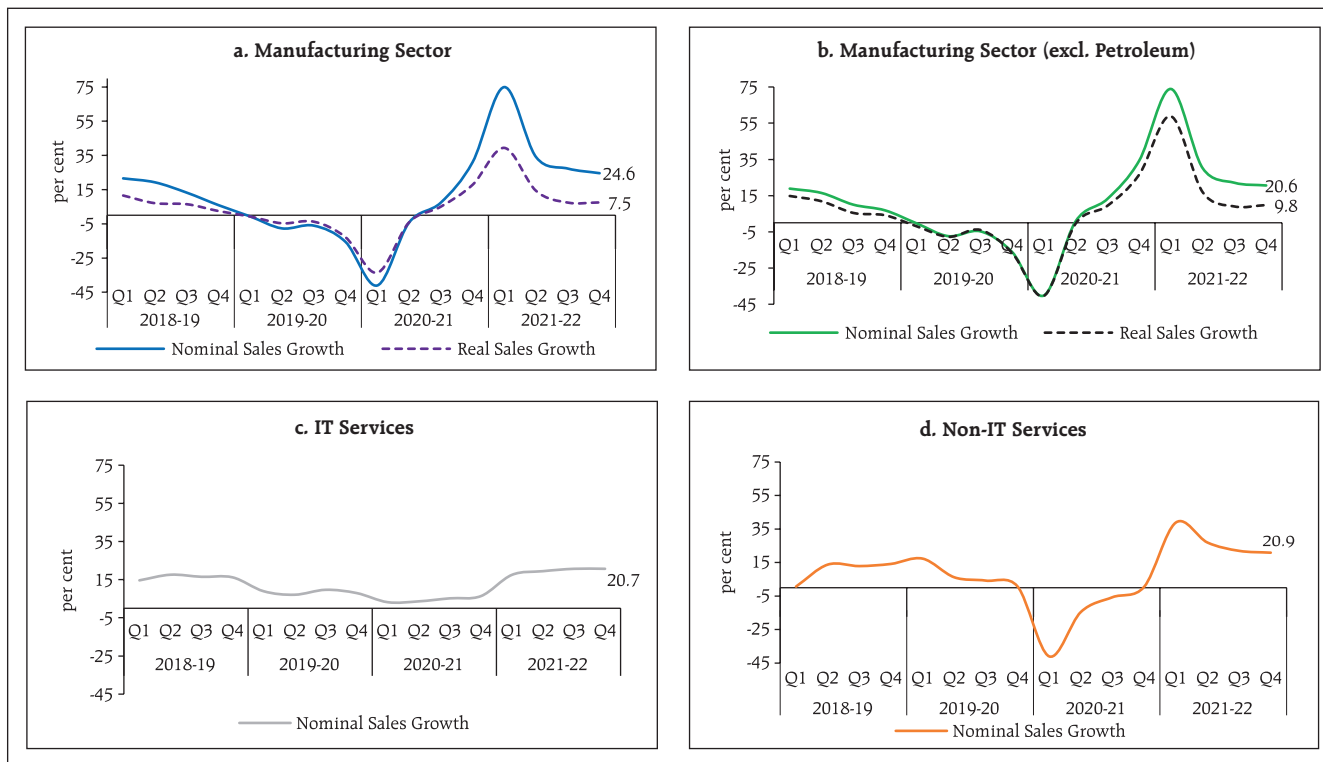 a. Manufacturing Sector
75
55
35
15
-5
-25
-45
per cent
24.6
7.5
Q1 Q2 Q3 Q4 Q1 Q2 Q3 Q4 Q1 Q2 Q3 Q4 Q1 Q2 Q3 Q4
2018-19 2019-20 2020-21 2021-22
Nominal Sales Growth Real Sales Growth
b. Manufacturing Sector (excl. Petroleum)
75
55
35
15
-5
-25
-45
per cent
20.6
9.8
Q1 Q2 Q3 Q4 Q1 Q2 Q3 Q4 Q1 Q2 Q3 Q4 Q1 Q2 Q3 Q4
2018-19 2019-20 2020-21 2021-22
Nominal Sales Growth Real Sales Growth
c. IT Services
75
55
35
15
-5
-25
-45
per cent
20.7
Q1 Q2 Q3 Q4 Q1 Q2 Q3 Q4 Q1 Q2 Q3 Q4 Q1 Q2 Q3 Q4
2018-19 2019-20 2020-21 2021-22
Nominal Sales Growth
d. Non-IT Services
75
55
35
15
-5
-25
-45
per cent
20.9
Q1 Q2 Q3 Q4 Q1 Q2 Q3 Q4 Q1 Q2 Q3 Q4 Q1 Q2 Q3 Q4
2018-19 2019-20 2020-21 2021-22
Nominal Sales Growth